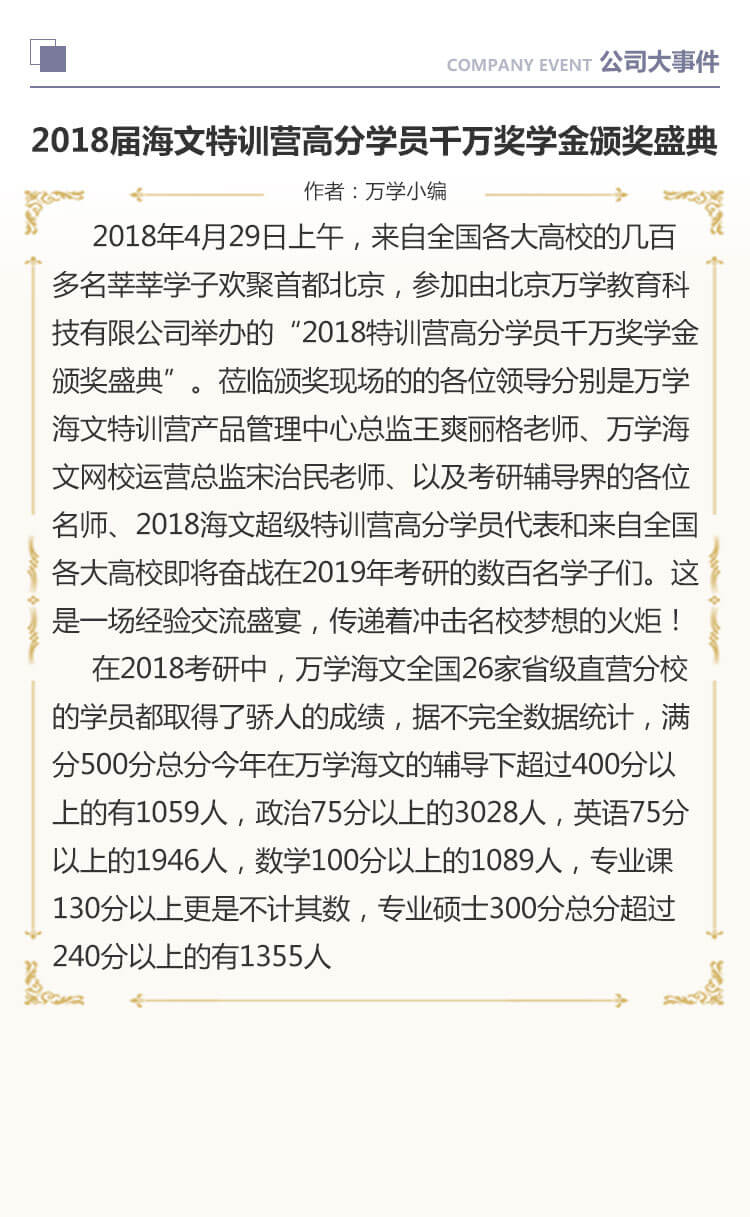 COMPANY EVENT 公司大事件
2018届海文特训营高分学员千万奖学金颁奖盛典
作者：万学小编
2018年4月29日上午，来自全国各大高校的几百
多名莘莘学子欢聚首都北京，参加由北京万学教育科
技有限公司举办的“2018特训营高分学员千万奖学金
颁奖盛典”。莅临颁奖现场的的各位领导分别是万学
海文特训营产品管理中心总监王爽丽格老师、万学海
文网校运营总监宋治民老师、以及考研辅导界的各位
名师、2018海文超级特训营高分学员代表和来自全国
各大高校即将奋战在2019年考研的数百名学子们。这
是一场经验交流盛宴，传递着冲击名校梦想的火炬！
在2018考研中，万学海文全国26家省级直营分校
的学员都取得了骄人的成绩，据不完全数据统计，满
分500分总分今年在万学海文的辅导下超过400分以
上的有1059人，政治75分以上的3028人，英语75分
以上的1946人，数学100分以上的1089人，专业课
130分以上更是不计其数，专业硕士300分总分超过
240分以上的有1355人